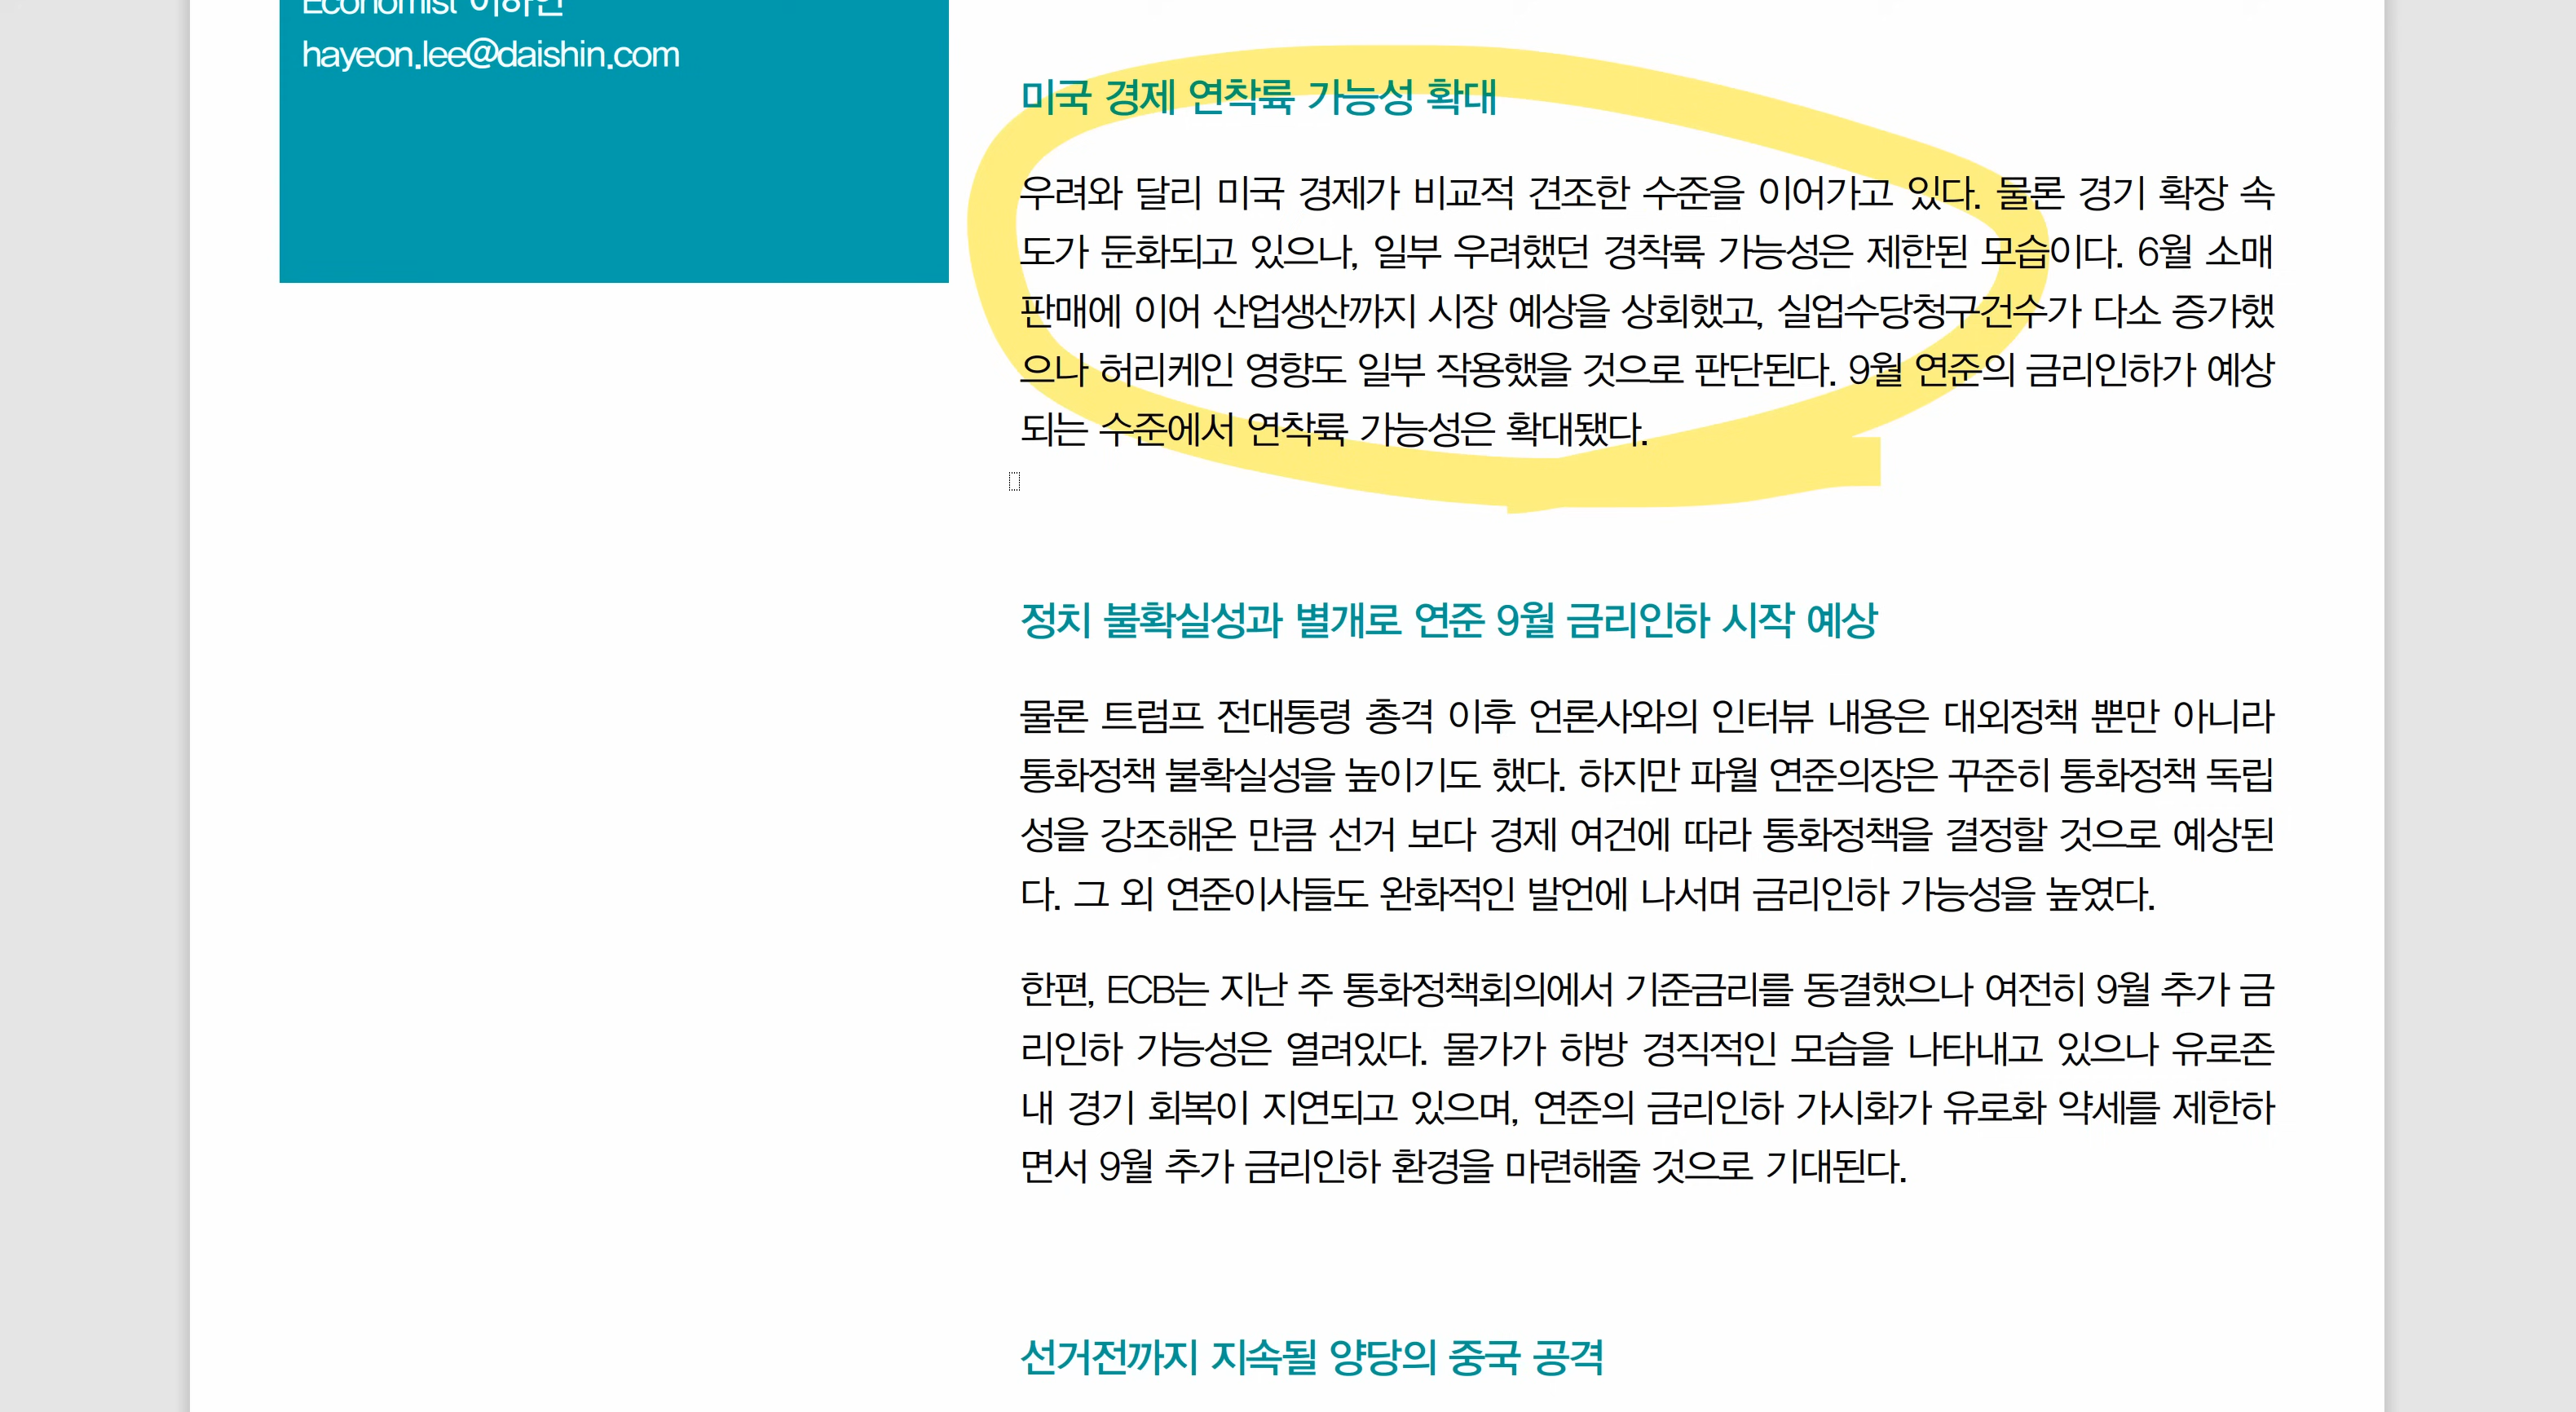 Economist 이하연
hayeon.lee@daishin.com
미국 경제 연착륙 가능성 확대
우려와 달리 미국 경제가 비교적 견조한 수준을 이어가고 있다. 물론 경기 확장 속
도가 둔화되고 있으나, 일부 우려했던 경착륙 가능성은 제한된 모습이다. 6월 소매
판매에 이어 산업생산까지 시장 예상을 상회했고, 실업수당청구건수가 다소 증가했
으나 허리케인 영향도 일부 작용했을 것으로 판단된다. 9월 연준의 금리인하가 예상
되는 수준에서 연착륙 가능성은 확대됐다.
정치 불확실성과 별개로 연준 9월 금리인하 시작 예상
물론 트럼프 전대통령 총격 이후 언론사와의 인터뷰 내용은 대외정책 뿐만 아니라
통화정책 불확실성을 높이기도 했다. 하지만 파월 연준의장은 꾸준히 통화정책 독립
성을 강조해온 만큼 선거 보다 경제 여건에 따라 통화정책을 결정할 것으로 예상된
다. 그 외 연준이사들도 완화적인 발언에 나서며 금리인하 가능성을 높였다.
한편, ECB는 지난 주 통화정책회의에서 기준금리를 동결했으나 여전히 9월 추가 금
리인하 가능성은 열려있다. 물가가 하방 경직적인 모습을 나타내고 있으나 유로존
내 경기 회복이 지연되고 있으며, 연준의 금리인하 가시화가 유로화 약세를 제한하
면서 9월 추가 금리인하 환경을 마련해줄 것으로 기대된다.
선거전까지 지속될 양당의 중국 공격